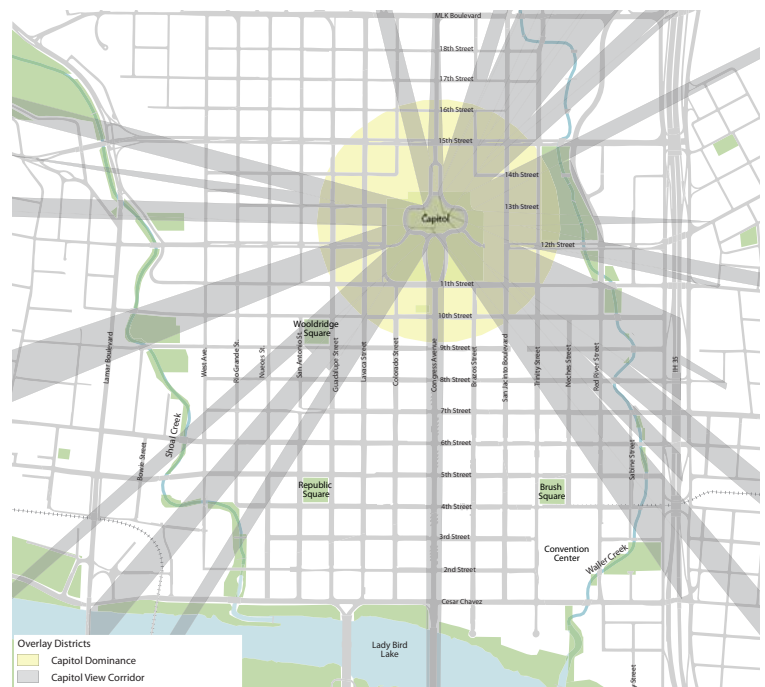 MLK Boulevard
18th Street
17th Street
16th Street
15th Street
14th Street
13th Street
Capitol
12th Street
11th Street
10th Street
Wooldridge
Square
9th Street
8th Street
7th Street
6th Street
5th Street
4th Street
3rd Street
2nd Street
Cesar Chavez
Lamar Boulevard
West Ave.
Rio Grande St.
Nueces St.
San Antonio St.
Guadalupe Street
Lavaca Street
Colorado Street
Congress Avenue
Brazos Street
San Jacinto Boulevard
Trinity Street
Neches Street
Red River Street
IH 35
Bowie Street
Shoal Creek
Sabine Street
Republic
Square
Brush
Square
Convention
Center
Waller Creek
Lady Bird
Lake
y Street
Overlay Districts
Capitol Dominance
Capitol View Corridor